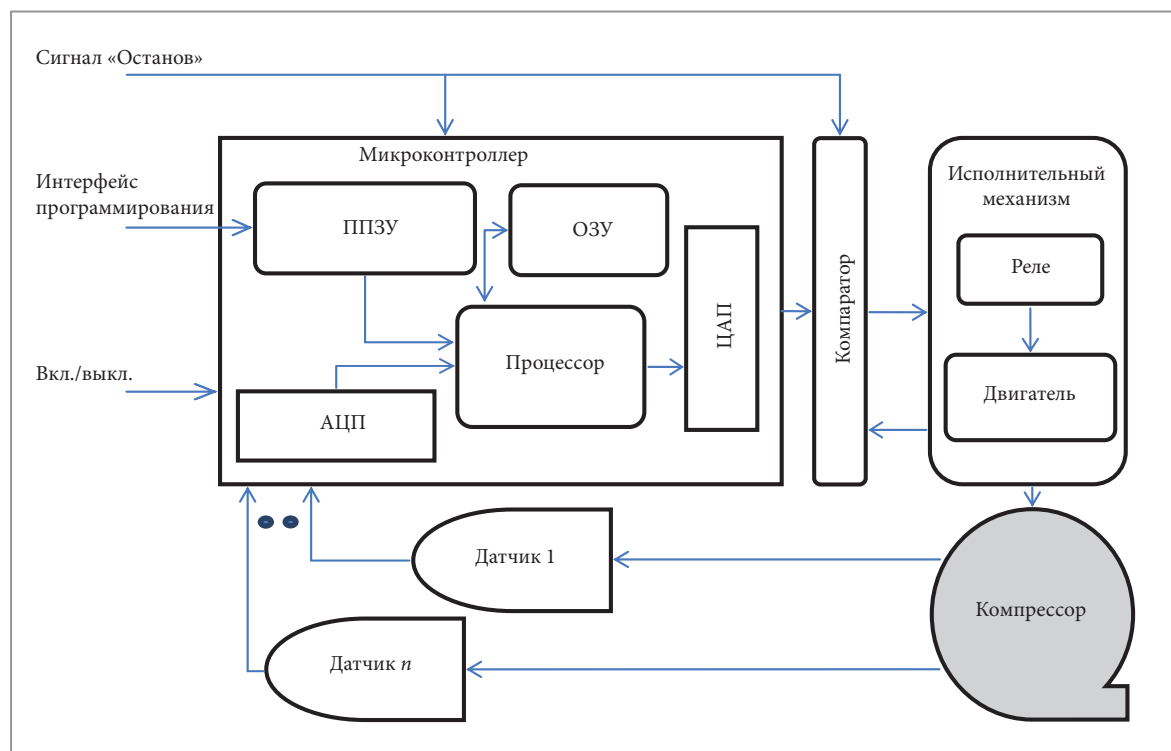 Сигнал «Останов»
Микроконтроллер
Интерфейс
программирования
ППЗУ
ОЗУ
Исполнительный
механизм
Реле
ЦАП
Компаратор
Процессор
Вкл./выкл.
АЦП
Двигатель
Датчик 1
Компрессор
Датчик n